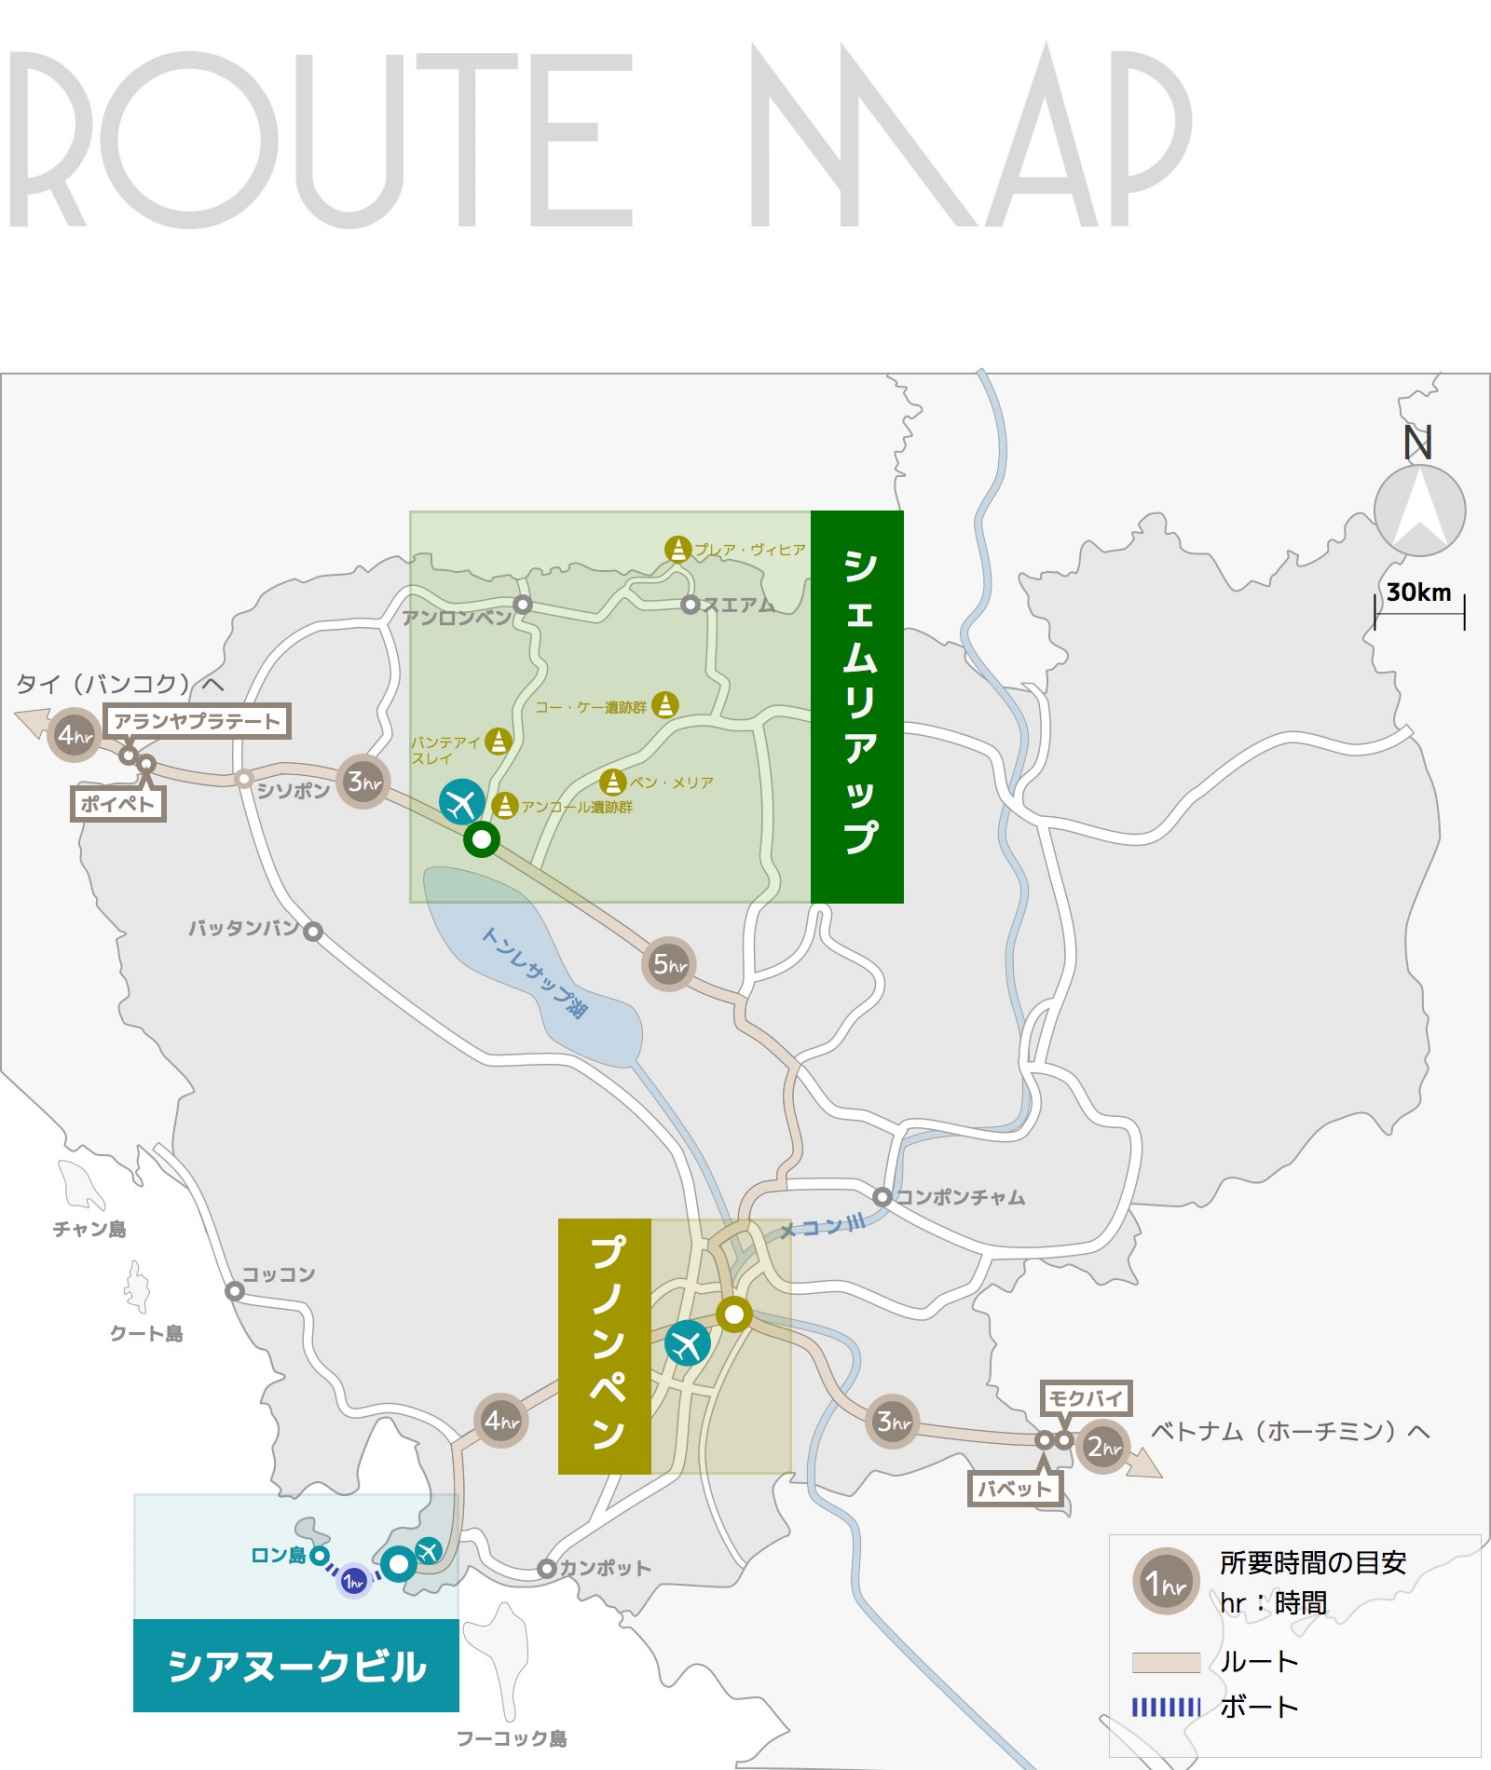 ROUTE MAP
N
30km
シェムリアップ
プレア・ヴィヒア
アンロンベン
スエアム
タイ（バンコク）へ
アランヤプラテート
4hr
コー・ケー遺跡群
バンテアイ
スレイ
3hr
シソポン
ポイペト
ベン・メリア
アンコール遺跡群
バッタンバン
トンレサップ湖
5hr
チャン島
コンポンチャム
メコン川
プノンペン
コッコン
クート島
4hr
3hr
モクバイ
2hr
ベトナム（ホーチミン）へ
バベット
ロン島
1hr
カンポット
シアヌークビル
フーコック島
1hr
所要時間の目安
hr：時間
ルート
ボート